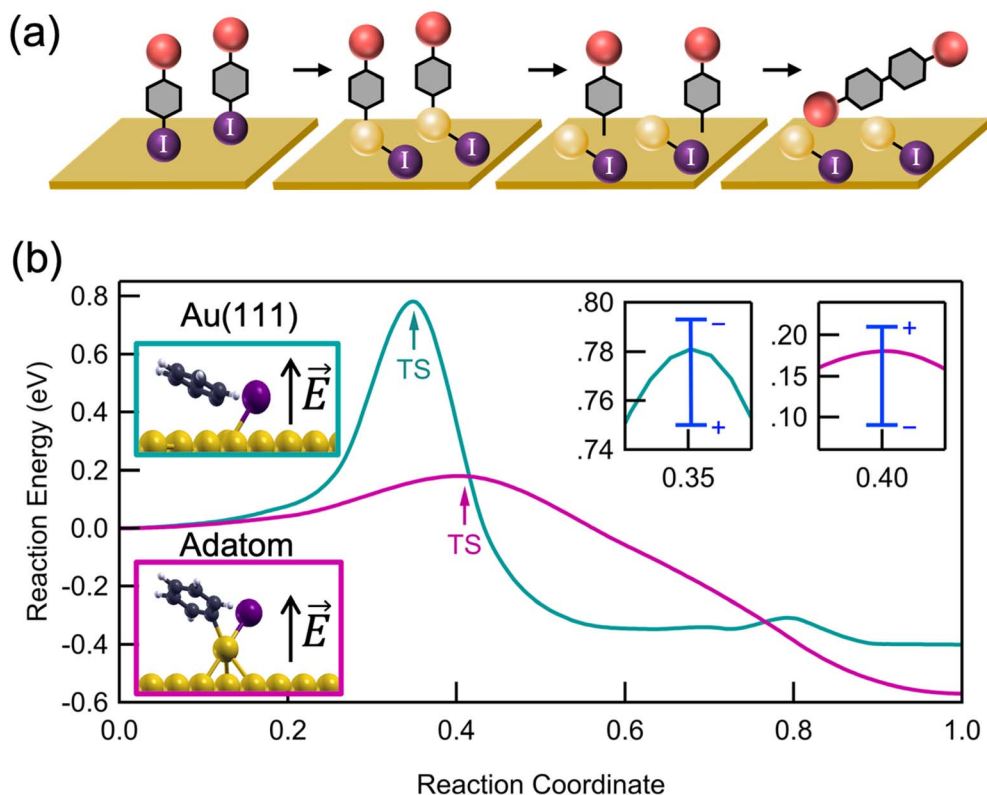 (a)
I
I
I
I
I
I
I
I
(b)
Reaction Energy (eV)
0.8
0.6
0.4
0.2
0.0
-0.2
-0.4
-0.6
0.0
0.2
0.4
0.6
0.8
1.0
Reaction Coordinate
Au(111)
E
TS
Adatom
E
TS
.80
.78
.76
.74
−
+
0.35
.20
.15
.10
+
−
0.40